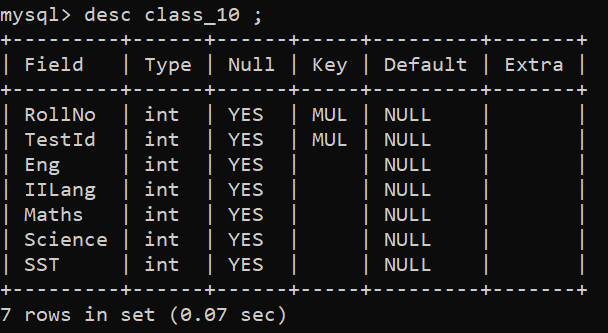 mysql> desc class_10 ;
+---------+------+------+-----+---------+-------+
| Field   | Type | Null | Key | Default | Extra |
+---------+------+------+-----+---------+-------+
| RollNo  | int  | YES  | MUL | NULL    |       |
| TestId  | int  | YES  | MUL | NULL    |       |
| Eng     | int  | YES  |     | NULL    |       |
| IILang  | int  | YES  |     | NULL    |       |
| Maths   | int  | YES  |     | NULL    |       |
| Science | int  | YES  |     | NULL    |       |
| SST     | int  | YES  |     | NULL    |       |
+---------+------+------+-----+---------+-------+
7 rows in set (0.07 sec)